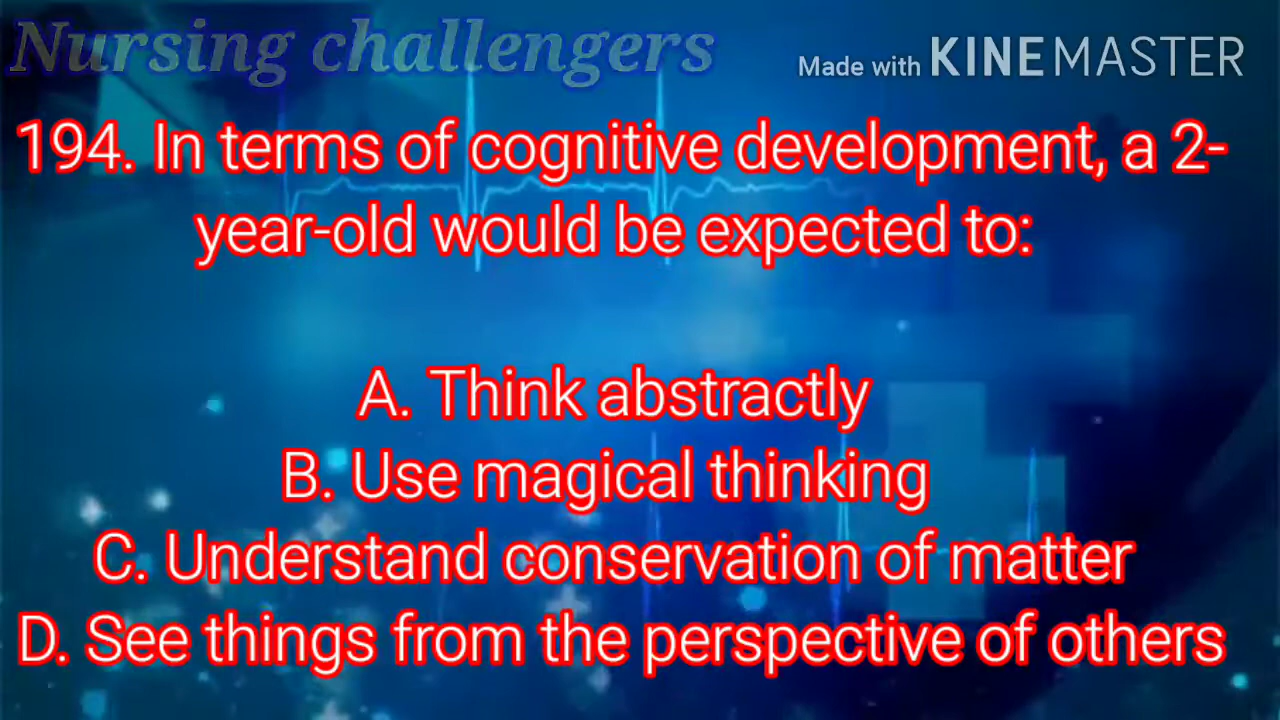 Nursing challengers
Made with KINEMASTER
194. In terms of cognitive development, a 2-
year-old would be expected to:
A. Think abstractly
B. Use magical thinking
C. Understand conservation of matter
D. See things from the perspective of others